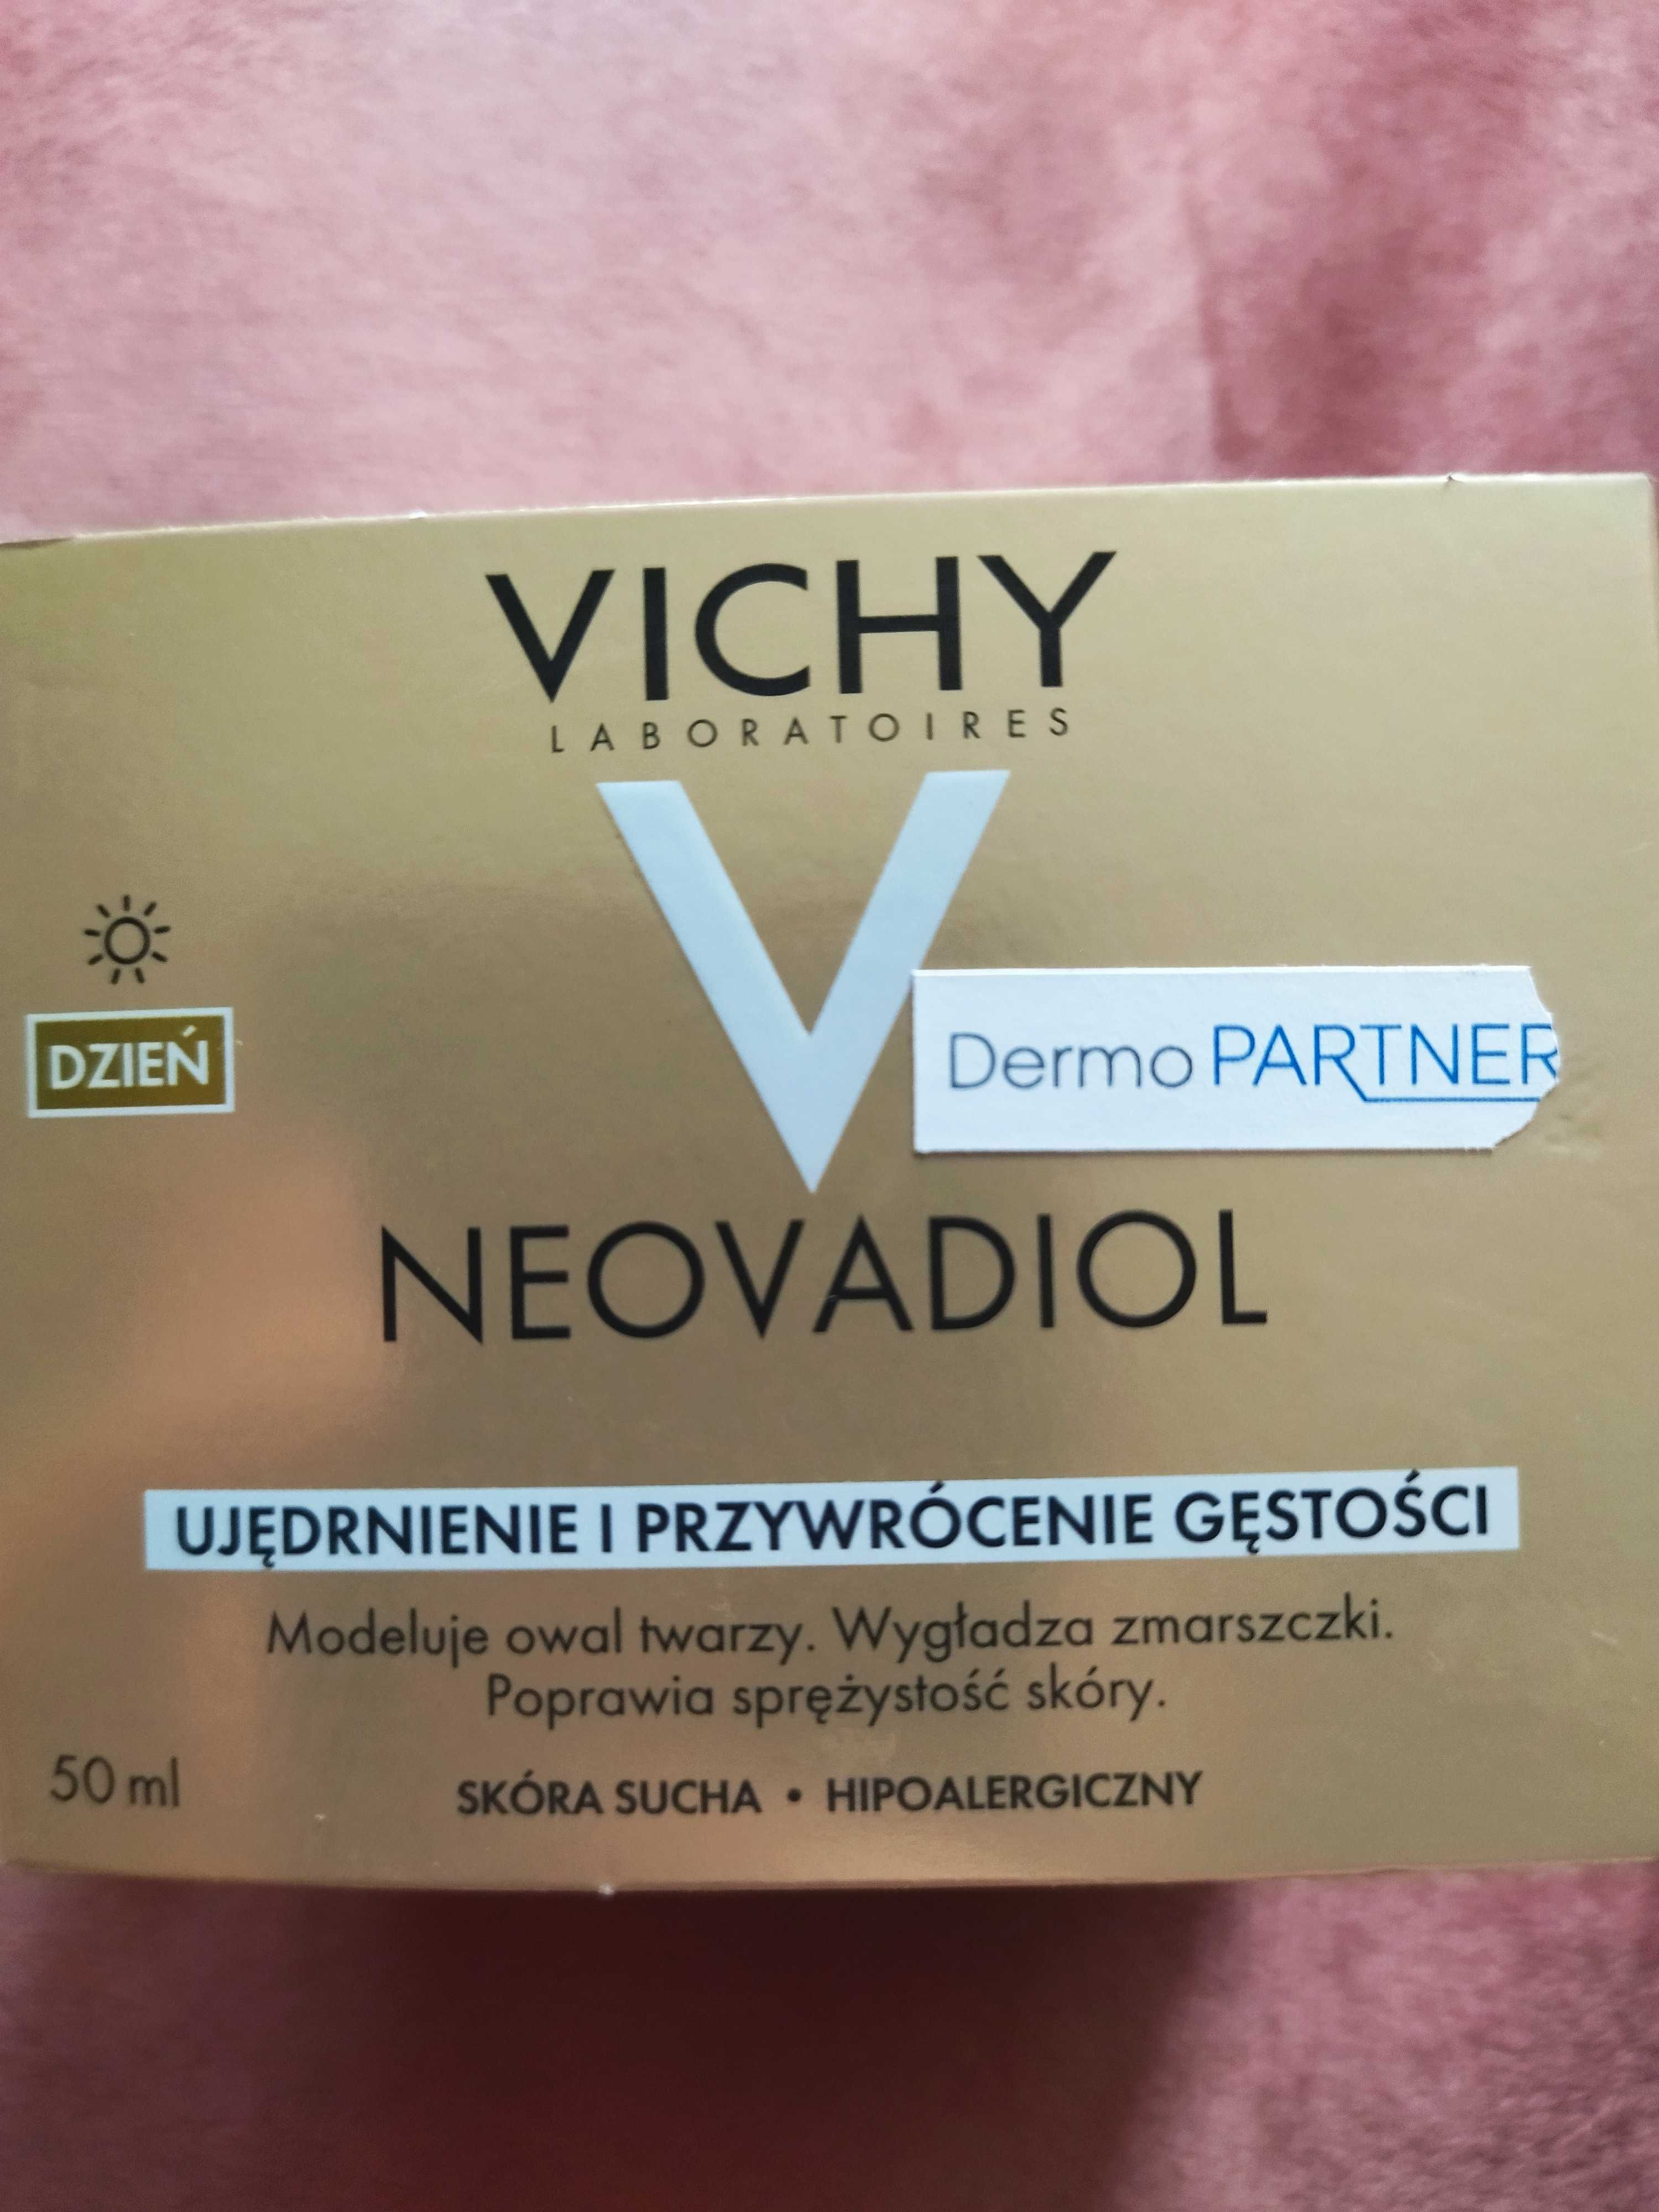 VICHY
LABORATOIRES
V
DZIEŃ
Dermo PARTNER
NEOVADIOL
UJĘDRNIENIE I PRZYWRÓCENIE GĘSTOŚCI
Modeluje owal twarzy. Wygładza zmarszczki.
Poprawia sprężystość skóry.
50 ml
SKÓRA SUCHA • HIPOALERGICZNY